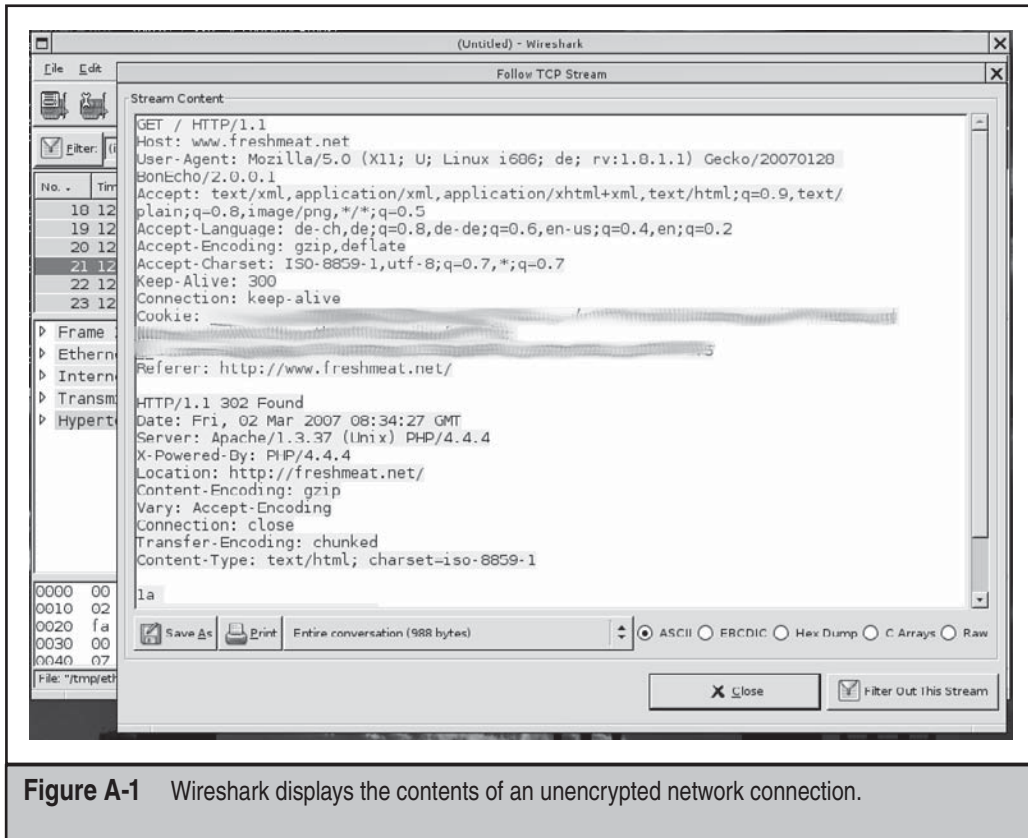 (Untitled) - Wireshark
File Edit
Follow TCP Stream
Stream Content
Filter:
No. . Tim
18 12
19 12
20 12
21 12
22 12
23 12
Frame
Ethern
Intern
Transm
Hyperte
GET / HTTP/1.1
Host: www.freshmeat.net
User-Agent: Mozilla/5.0 (X11; U; Linux i686; de; rv:1.8.1.1) Gecko/20070128
BonEcho/2.0.0.1
Accept: text/xml,application/xml,application/xhtml+xml,text/html;q=0.9,text/
plain;q=0.8,image/png,*/*;q=0.5
Accept-Language: de-ch,de;q=0.8,de-de;q=0.6,en-us;q=0.4,en;q=0.2
Accept-Encoding: gzip,deflate
Accept-Charset: ISO-8859-1,utf-8;q=0.7,*;q=0.7
Keep-Alive: 300
Connection: keep-alive
Cookie:
Referer: http://www.freshmeat.net/
HTTP/1.1 302 Found
Date: Fri, 02 Mar 2007 08:34:27 GMT
Server: Apache/1.3.37 (Unix) PHP/4.4.4
X-Powered-By: PHP/4.4.4
Location: http://freshmeat.net/
Content-Encoding: gzip
Vary: Accept-Encoding
Connection: close
Transfer-Encoding: chunked
Content-Type: text/html; charset=iso-8859-1
1a
0000 00
0010 02
0020 fa
0030 00
0040 07
File: "/tmp/eth
Save As Print Entire conversation (988 bytes) ASCII EBCDIC Hex Dump C Arrays Raw
Close Filter Out This Stream
Figure A-1 Wireshark displays the contents of an unencrypted network connection.